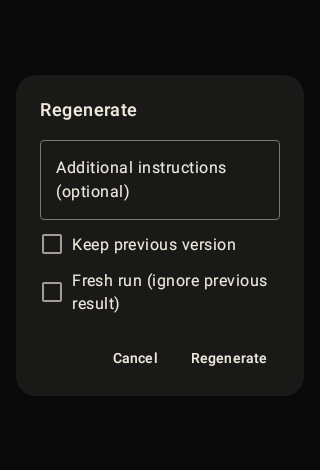 Regenerate
Additional instructions
(optional)
Keep previous version
Fresh run (ignore previous
result)
Cancel Regenerate